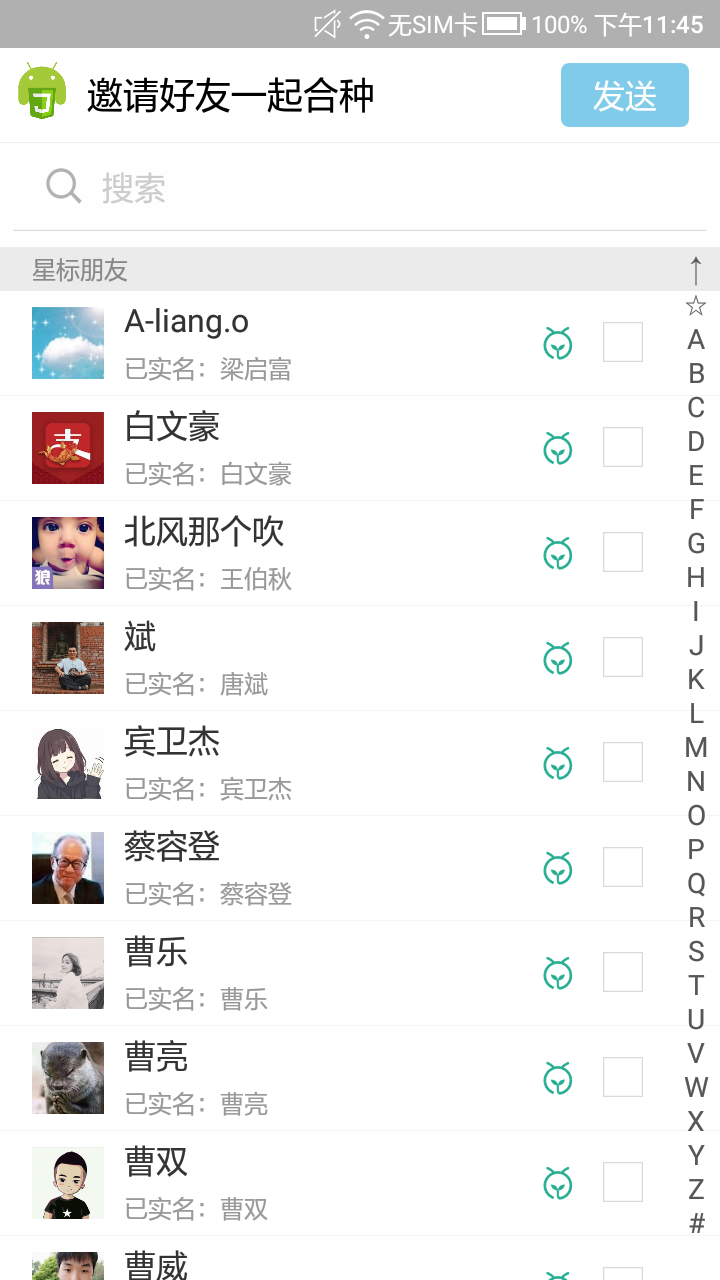 无SIM卡 100% 下午11:45
邀请好友一起合种
发送
搜索
星标朋友
A-liang.o
已实名：梁启富
白文豪
已实名：白文豪
北风那个吹
已实名：王伯秋
斌
已实名：唐斌
宾卫杰
已实名：宾卫杰
蔡容登
已实名：蔡容登
曹乐
已实名：曹乐
曹亮
已实名：曹亮
曹双
已实名：曹双
曹威
支
狼
↑
☆
A
B
C
D
E
F
G
H
I
J
K
L
M
N
O
P
Q
R
S
T
U
V
W
X
Y
Z
#